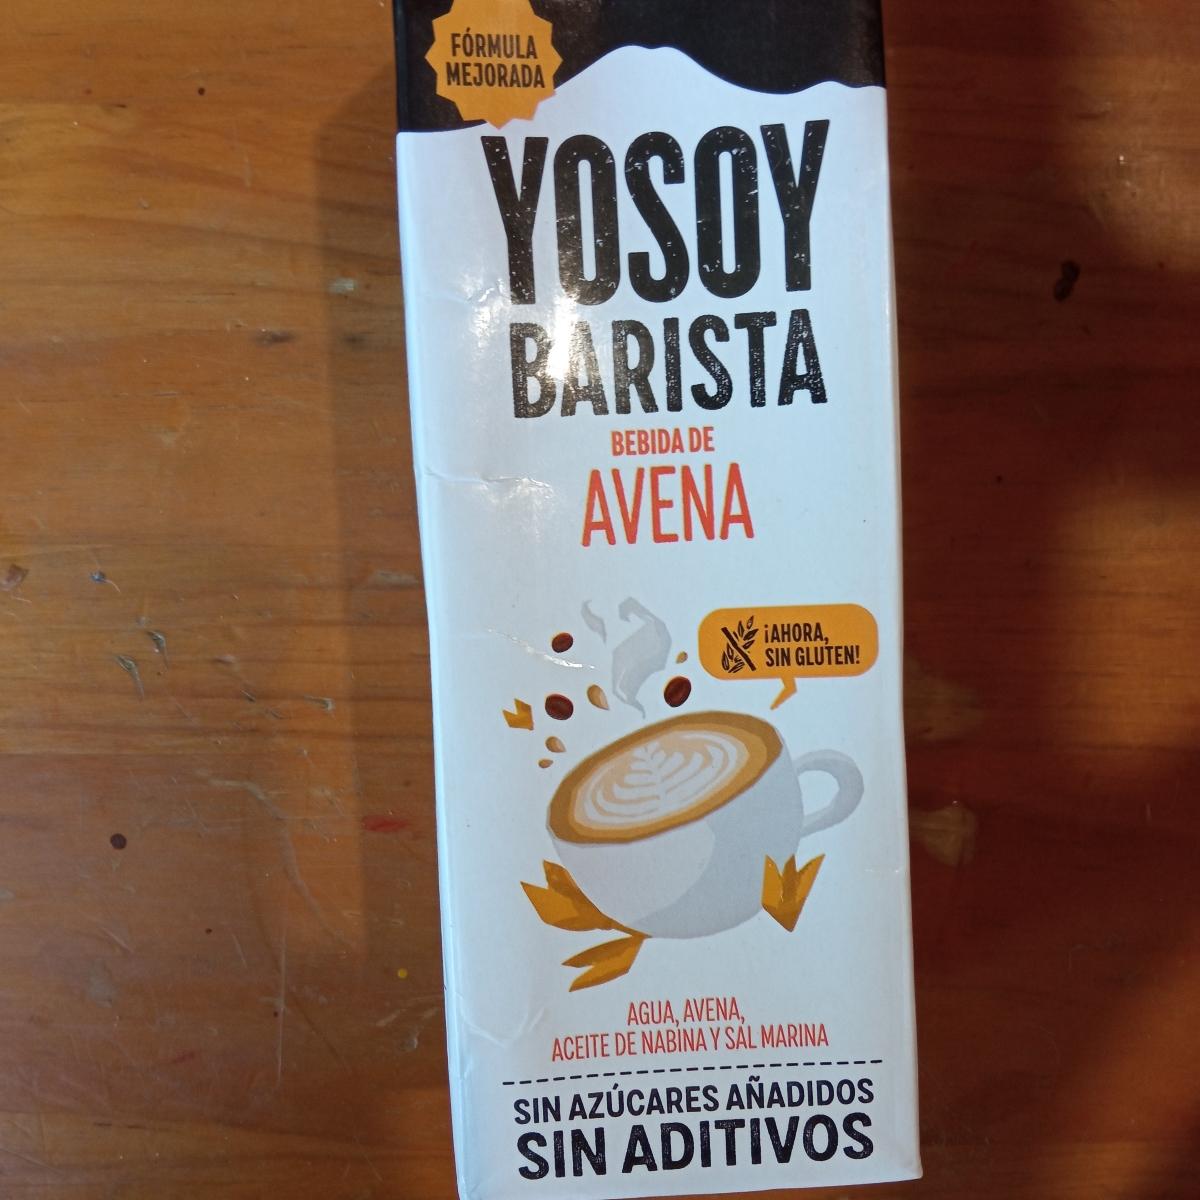 FÓRMULA
MEJORADA
YOSOY
BARISTA
BEBIDA DE
AVENA
¡AHORA,
SIN GLUTEN!
AGUA, AVENA,
ACEITE DE NABINA Y SAL MARINA
SIN AZÚCARES AÑADIDOS
SIN ADITIVOS